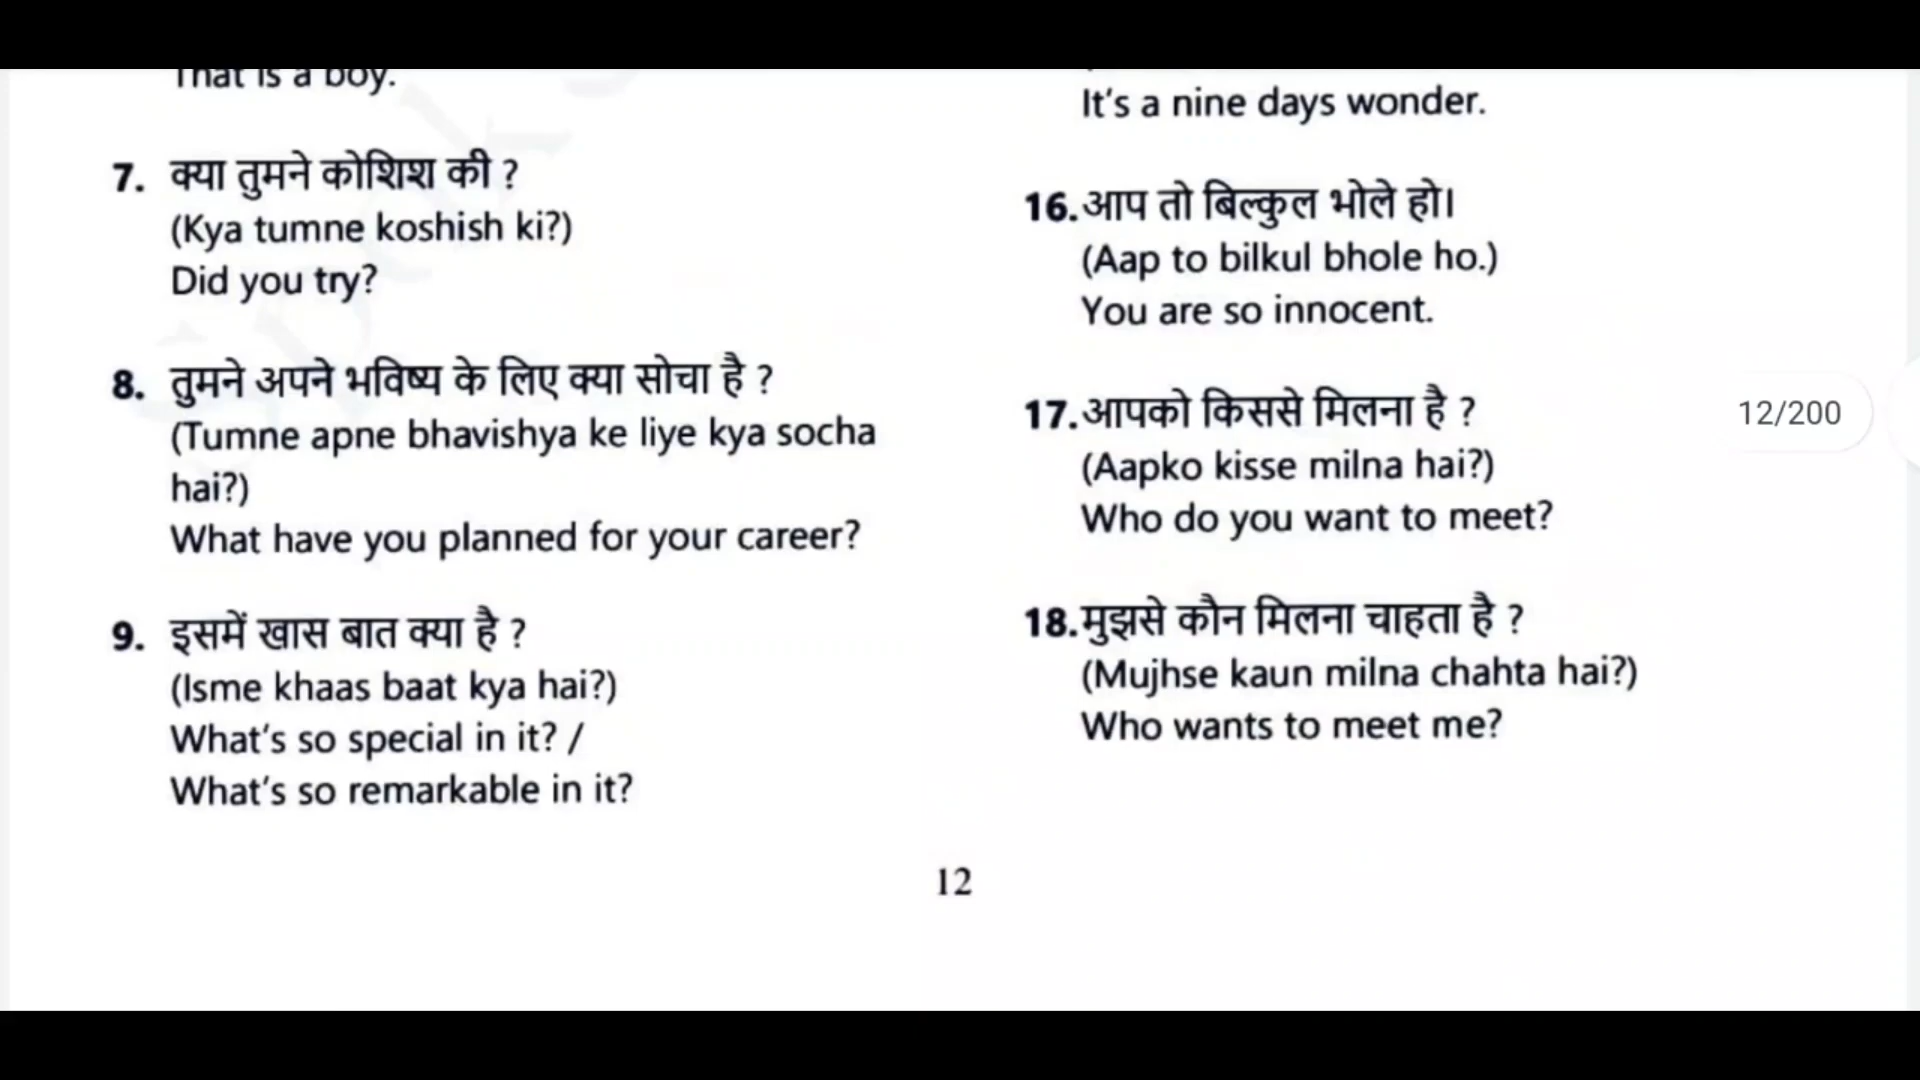 That is a boy.
7. क्या तुमने कोशिश की ?
(Kya tumne koshish ki?)
Did you try?
8. तुमने अपने भविष्य के लिए क्या सोचा है ?
(Tumne apne bhavishya ke liye kya socha
hai?)
What have you planned for your career?
9. इसमें खास बात क्या है ?
(Isme khaas baat kya hai?)
What's so special in it? /
What's so remarkable in it?
It's a nine days wonder.
16. आप तो बिल्कुल भोले हो।
(Aap to bilkul bhole ho.)
You are so innocent.
17. आपको किससे मिलना है ?
(Aapko kisse milna hai?)
Who do you want to meet?
18. मुझसे कौन मिलना चाहता है ?
(Mujhse kaun milna chahta hai?)
Who wants to meet me?
12/200
12